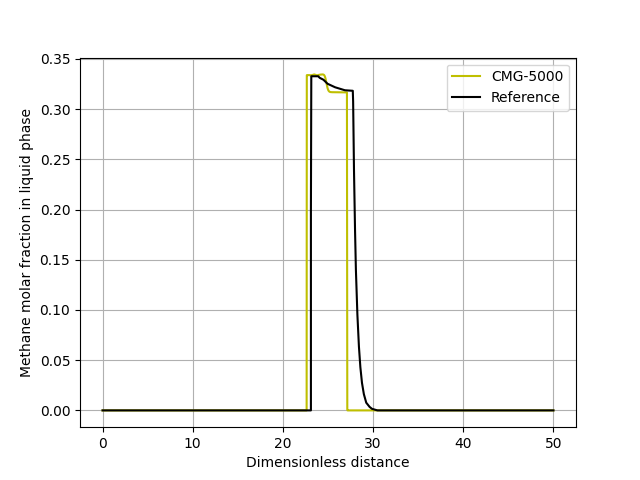 CMG-5000
Reference
Methane molar fraction in liquid phase
0.35
0.30
0.25
0.20
0.15
0.10
0.05
0.00
0 10 20 30 40 50
Dimensionless distance